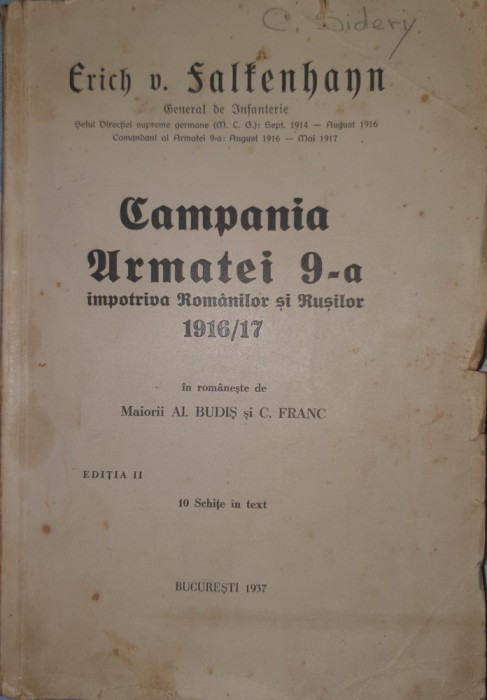 C. Sidery
Erich v. Falkenhayn
General de Infanterie
Șeful Direcției supreme germane (M. C. G.): Sept. 1914 — August 1916
Comandant al Armatei 9-a: August 1916 — Mai 1917
Campania
Armatei 9-a
impotriva Românilor și Rușilor
1916/17
în românește de
Maiorii Al. BUDIȘ și C. FRANC
EDIȚIA II
10 Schițe in text
BUCUREȘTI 1937